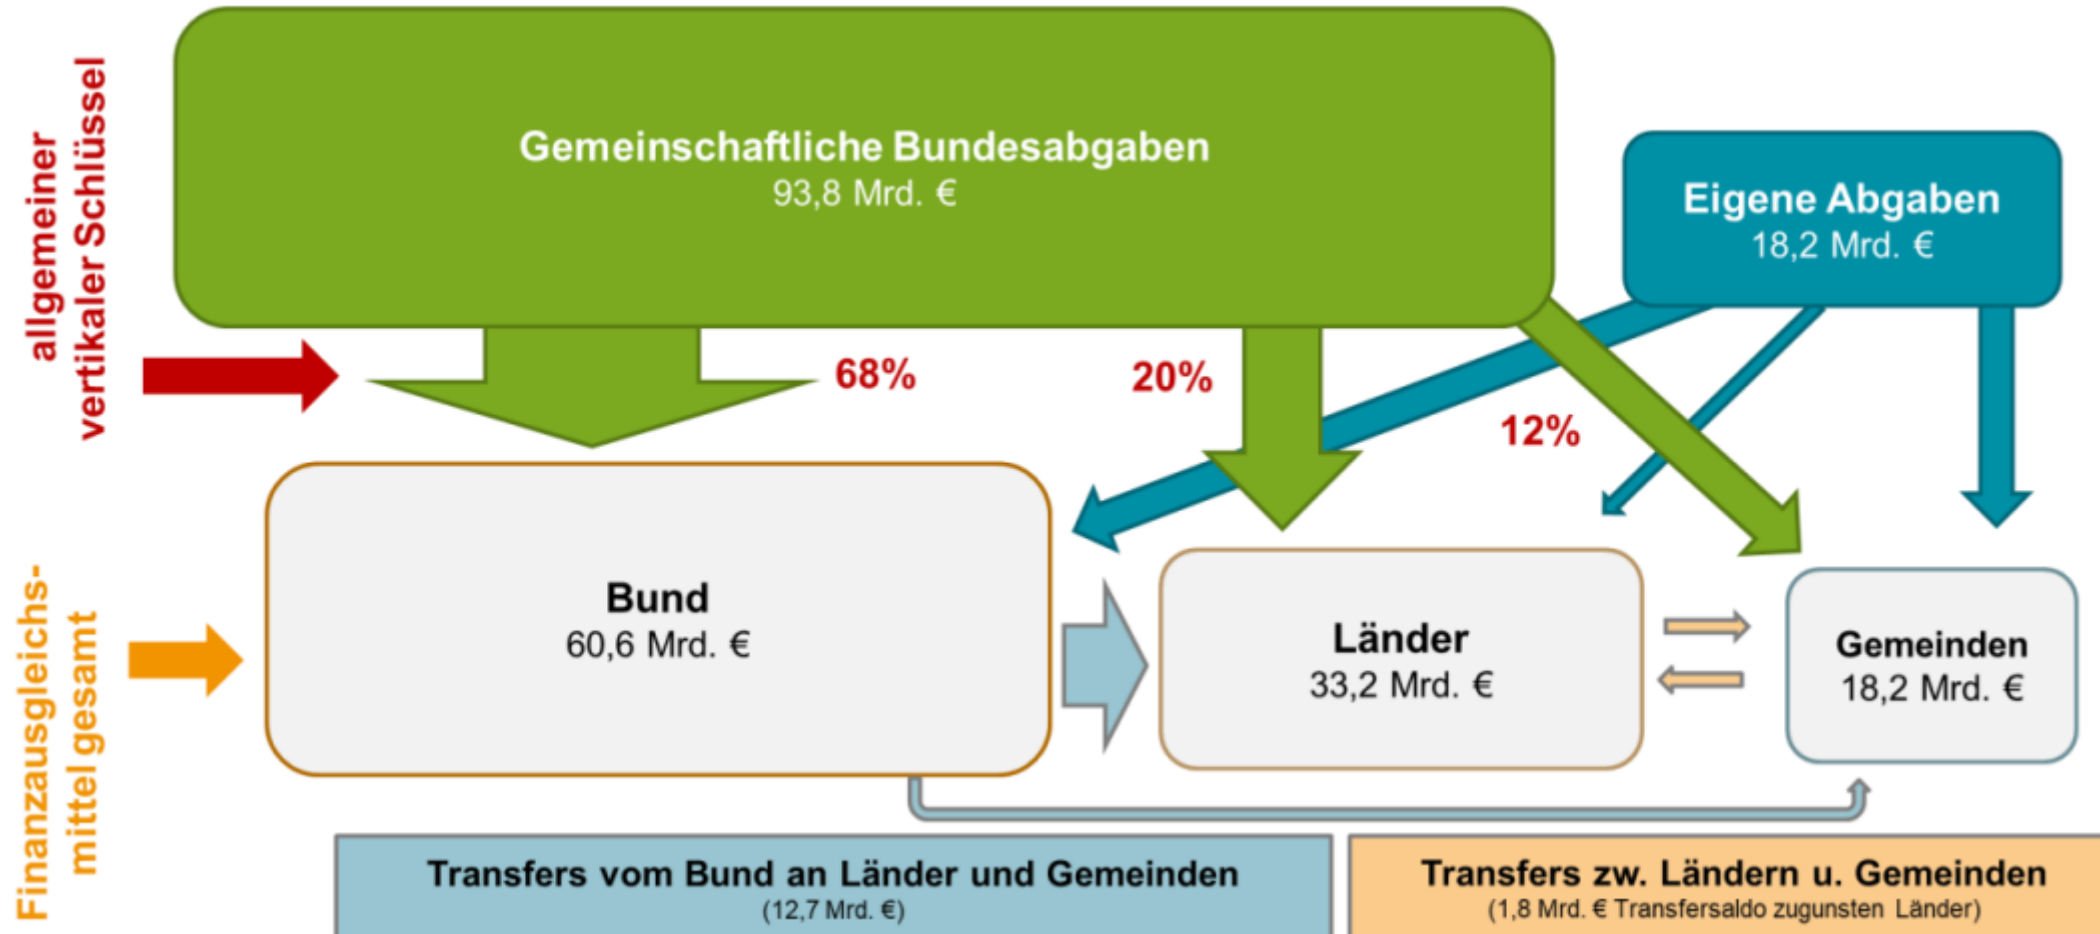 allgemeiner
vertikaler Schlüssel
Gemeinschaftliche Bundesabgaben
93,8 Mrd. €
Eigene Abgaben
18,2 Mrd. €
68%
20%
12%
Finanzausgleichs-
mittel gesamt
Bund
60,6 Mrd. €
Länder
33,2 Mrd. €
Gemeinden
18,2 Mrd. €
Transfers vom Bund an Länder und Gemeinden
(12,7 Mrd. €)
Transfers zw. Ländern u. Gemeinden
(1,8 Mrd. € Transfersaldo zugunsten Länder)